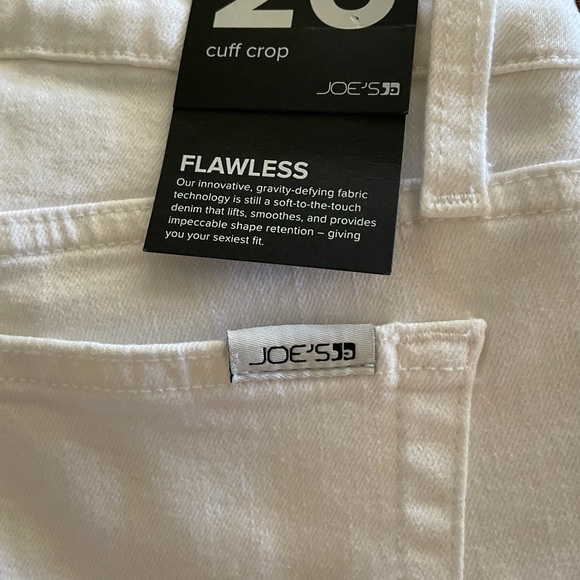 cuff crop
JOE'S
FLAWLESS
Our innovative, gravity-defying fabric
technology is still a soft-to-the-touch
denim that lifts, smoothes, and provides
impeccable shape retention – giving
you your sexiest fit.
JOE'S